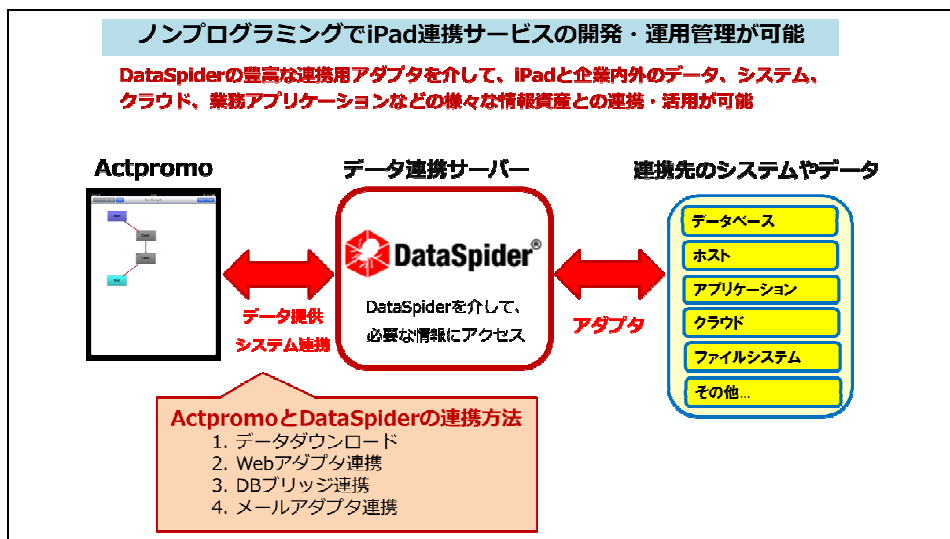 ノンプログラミングでiPad連携サービスの開発・運用管理が可能
DataSpiderの豊富な連携用アダプタを介して、iPadと企業内外のデータ、システム、
クラウド、業務アプリケーションなどの様々な情報資産との連携・活用が可能
Actpromo
データ連携サーバー
連携先のシステムやデータ
DataSpider®
DataSpiderを介して、
必要な情報にアクセス
データ提供
システム連携
アダプタ
データベース
ホスト
アプリケーション
クラウド
ファイルシステム
その他...
ActpromoとDataSpiderの連携方法
1. データダウンロード
2. Webアダプタ連携
3. DBブリッジ連携
4. メールアダプタ連携